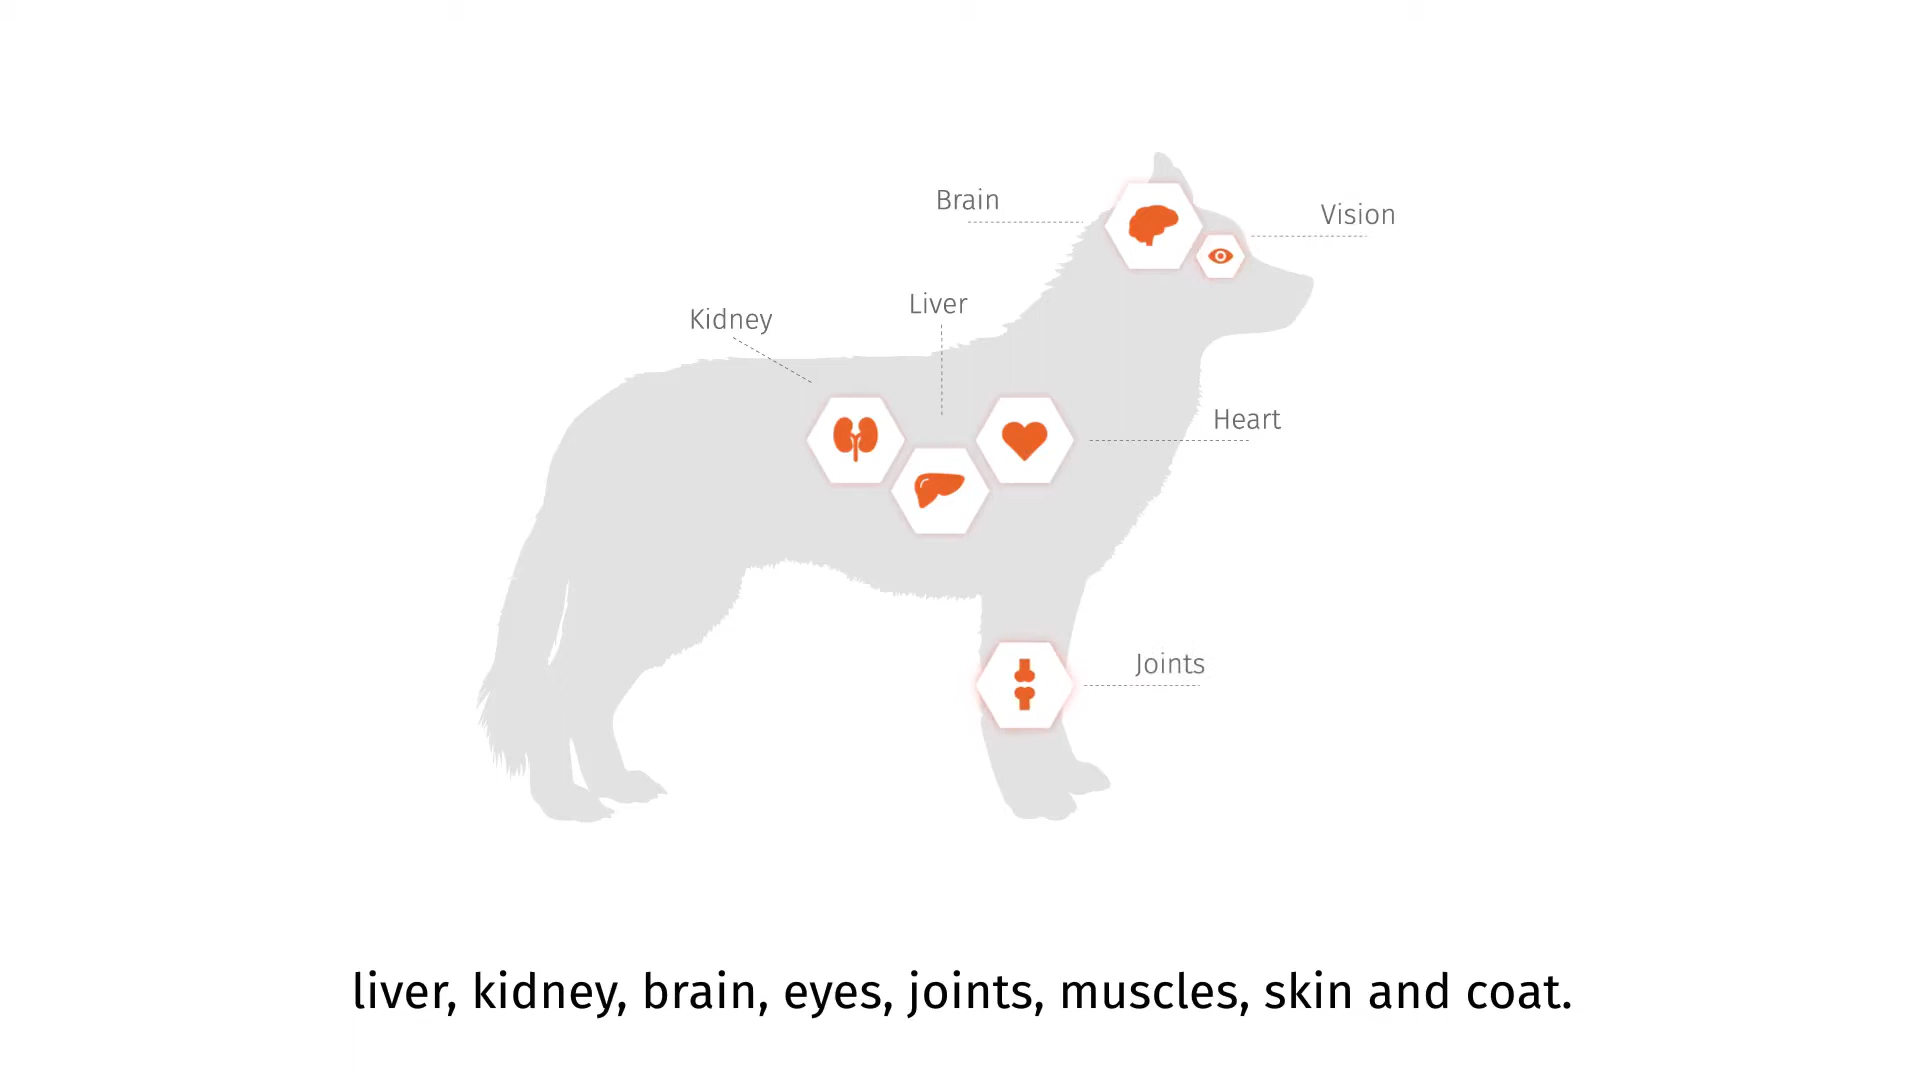 Brain
Vision
Liver
Kidney
Heart
Joints
liver, kidney, brain, eyes, joints, muscles, skin and coat.